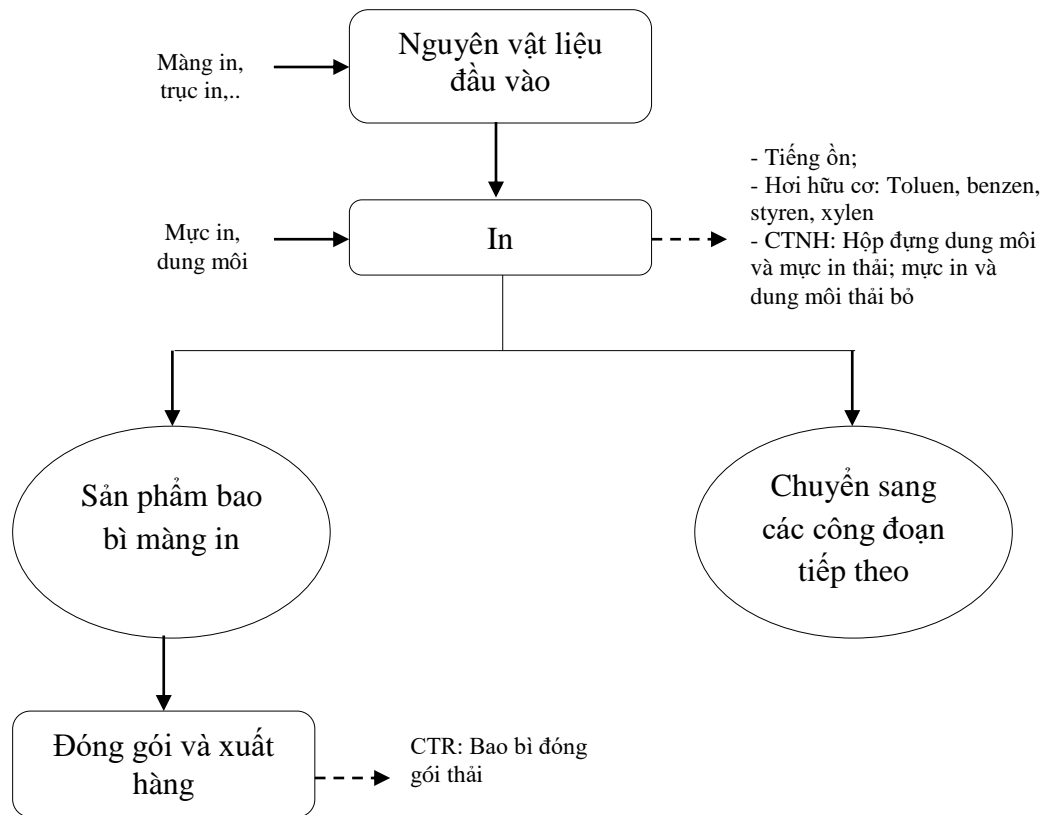 Nguyên vật liệu
đầu vào
Màng in,
trục in,..
- Tiếng ồn;
- Hơi hữu cơ: Toluen, benzen,
styren, xylen
- CTNH: Hộp đựng dung môi
và mực in thải; mực in và
dung môi thải bỏ
Mực in,
dung môi
In
Sản phẩm bao
bì màng in
Chuyển sang
các công đoạn
tiếp theo
Đóng gói và xuất
hàng
CTR: Bao bì đóng
gói thải